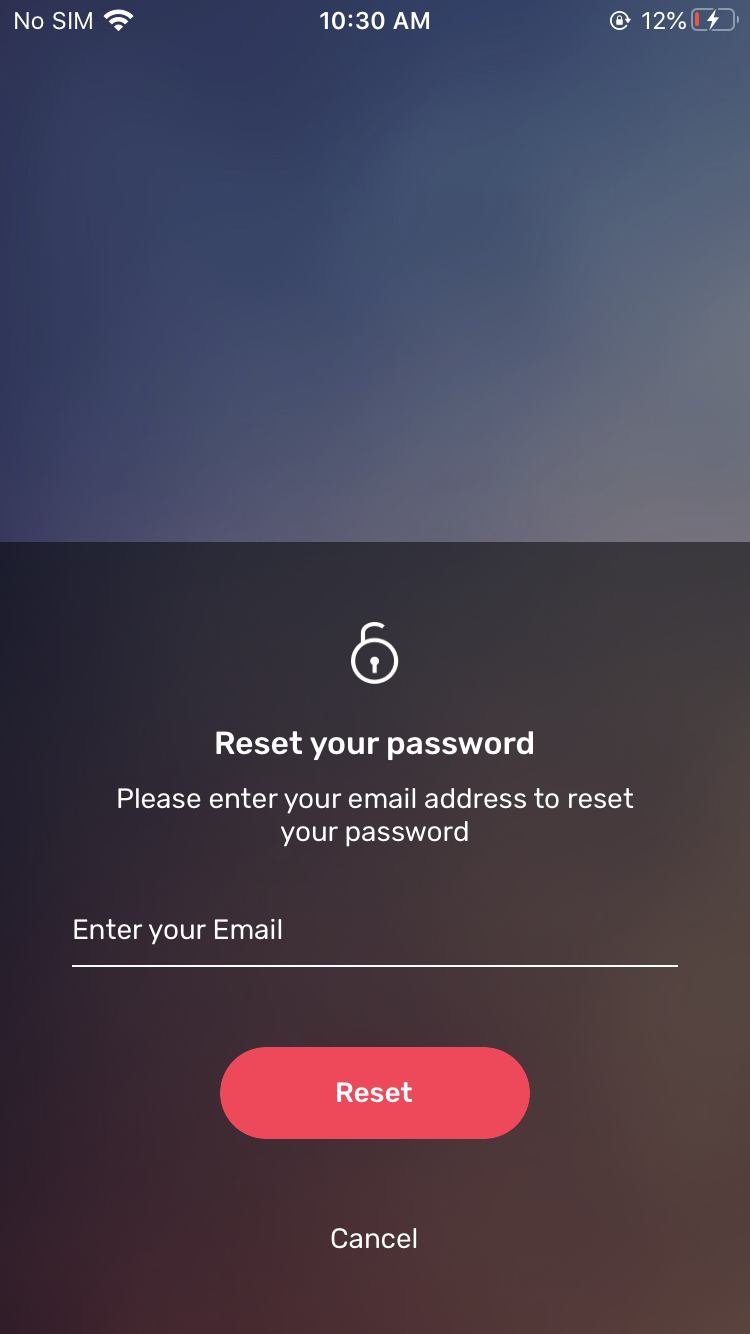 No SIM 10:30 AM 12%
Reset your password
Please enter your email address to reset
your password
Enter your Email
Reset
Cancel